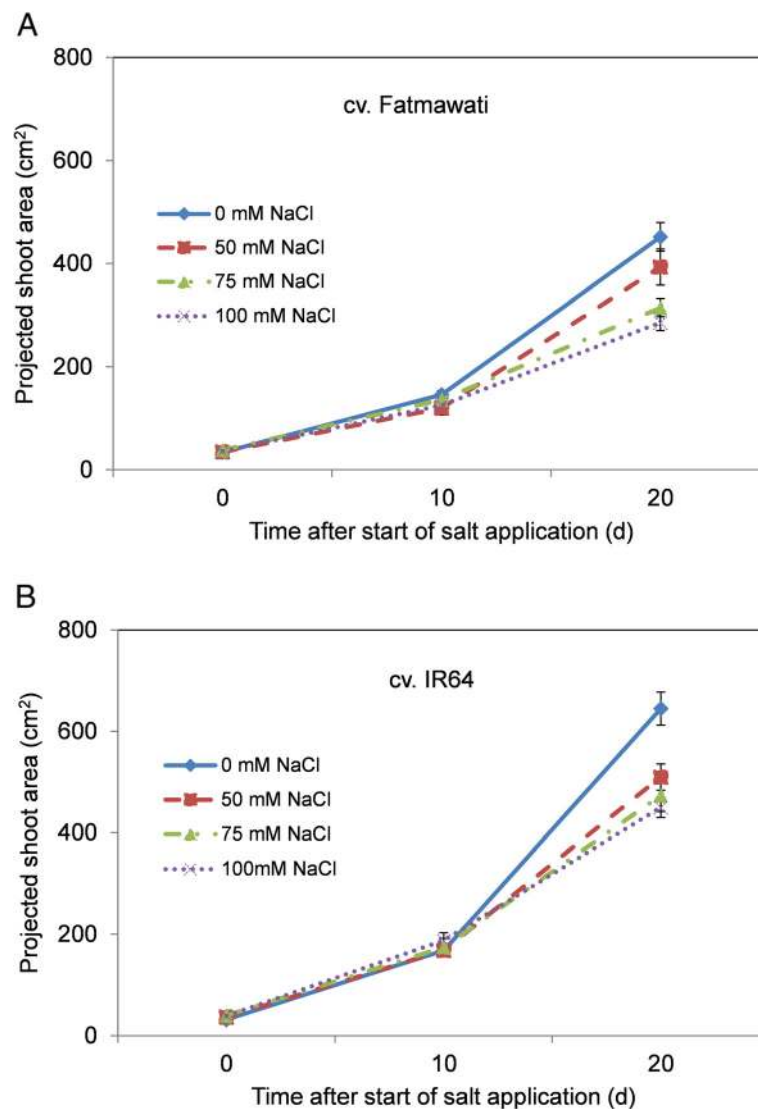 A
800
cv. Fatmawati
600
0 mM NaCl
50 mM NaCl
400
75 mM NaCl
100 mM NaCl
200
0
Projected shoot area (cm²)
0 10 20
Time after start of salt application (d)
B
800
cv. IR64
600
0 mM NaCl
50 mM NaCl
400
75 mM NaCl
100mM NaCl
200
0
Projected shoot area (cm²)
0 10 20
Time after start of salt application (d)